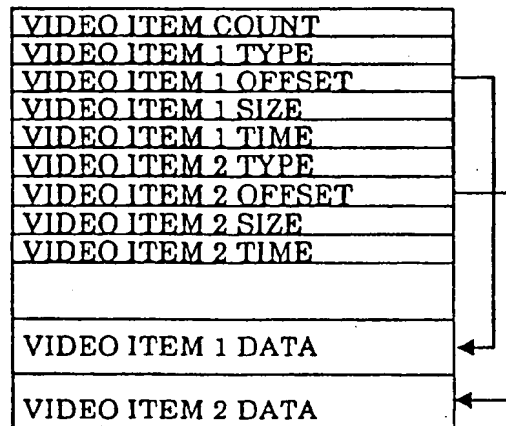 VIDEO ITEM COUNT
VIDEO ITEM 1 TYPE
VIDEO ITEM 1 OFFSET
VIDEO ITEM 1 SIZE
VIDEO ITEM 1 TIME
VIDEO ITEM 2 TYPE
VIDEO ITEM 2 OFFSET
VIDEO ITEM 2 SIZE
VIDEO ITEM 2 TIME
VIDEO ITEM 1 DATA
VIDEO ITEM 2 DATA